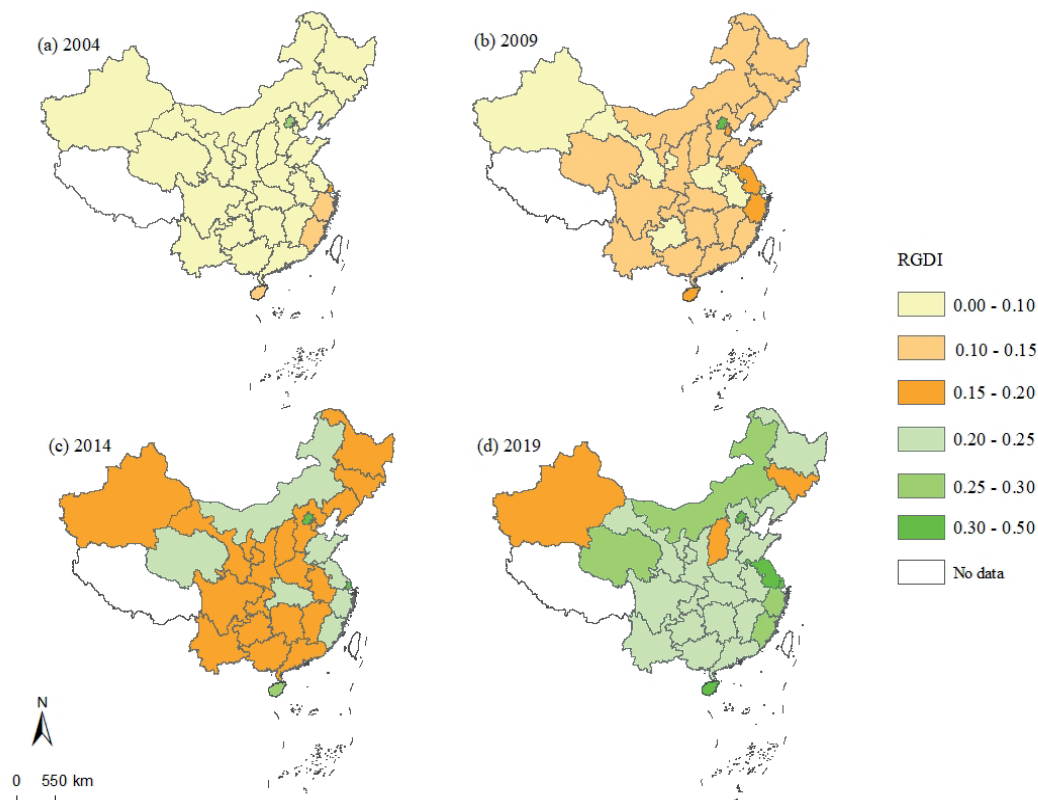 (a) 2004
(b) 2009
RGDI
0.00 - 0.10
0.10 - 0.15
0.15 - 0.20
0.20 - 0.25
0.25 - 0.30
0.30 - 0.50
No data
(c) 2014
(d) 2019
N
0 550 km